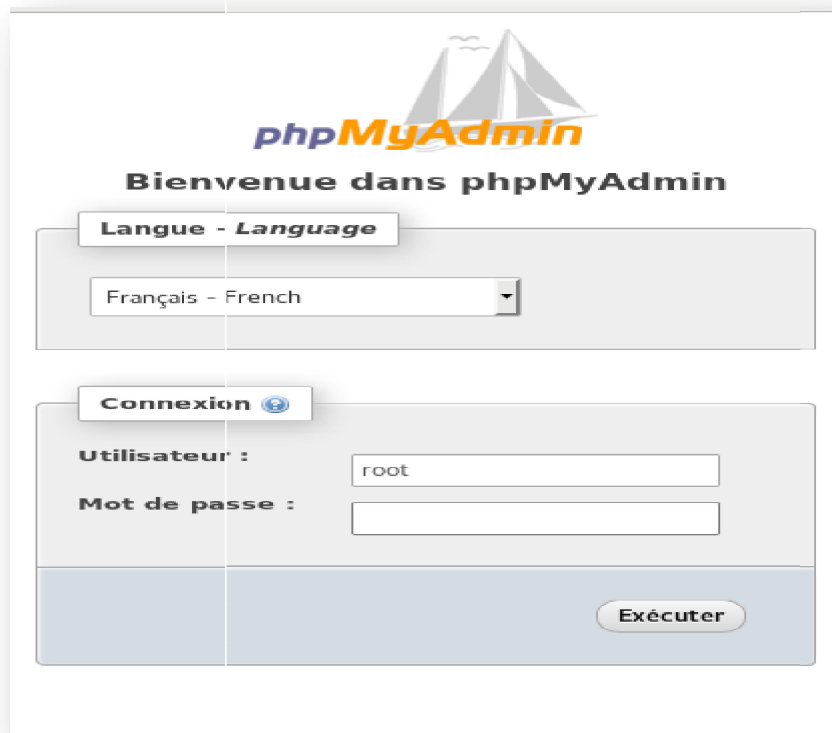 phpMyAdmin
Bienvenue dans phpMyAdmin
Langue - Language
Français - French
Connexion
Utilisateur :
root
Mot de passe :
Exécuter